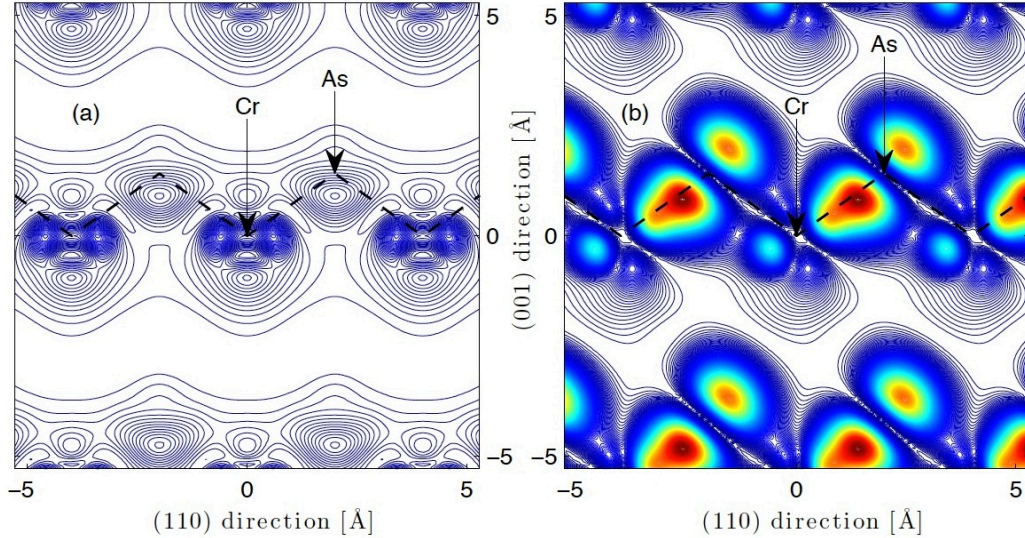 5
5
As
As
(a)
Cr
(b)
Cr
0
0
(001) direction [Å]
−5
−5
−5
0
5
−5
0
5
(110) direction [Å]
(110) direction [Å]